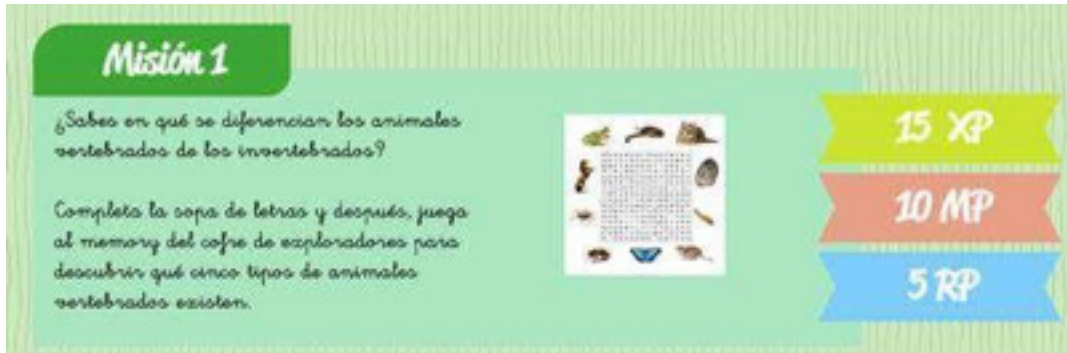 Misión 1
¿Sabes en qué se diferencian los animales
vertebrados de los invertebrados?
Completa la sopa de letras y después, juega
al memory del cofre de exploradores para
descubrir qué cinco tipos de animales
vertebrados existen.
15 XP
10 MP
5 RP